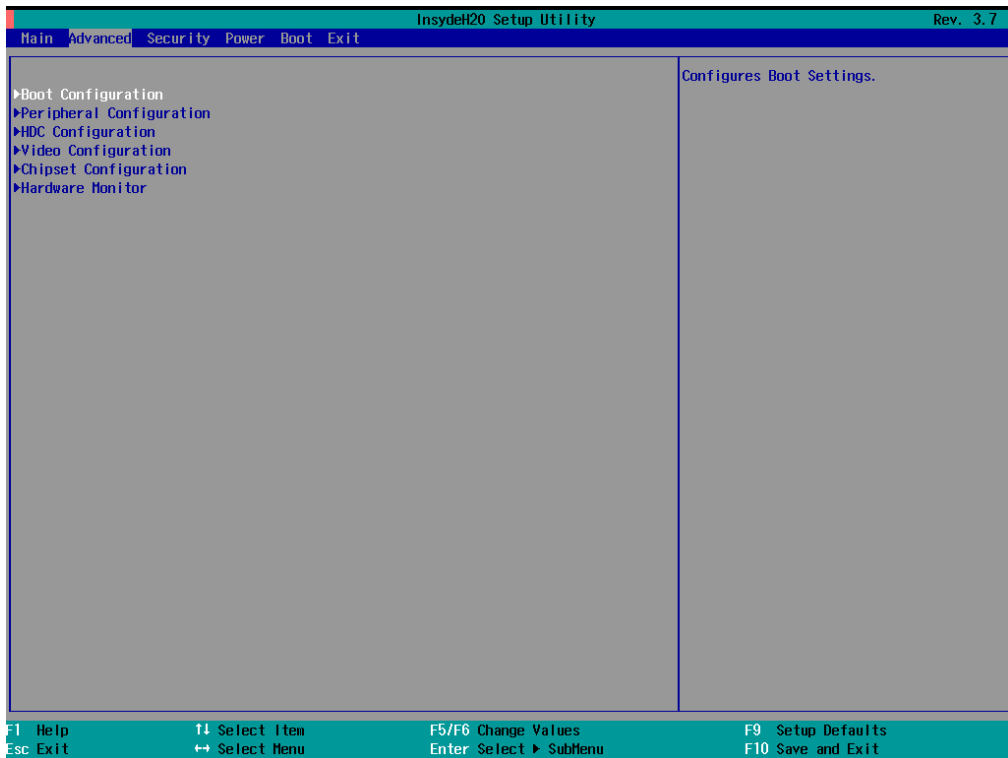 InsydeH20 Setup Utility Rev. 3.7
Main Advanced Security Power Boot Exit
Configures Boot Settings.
▶Boot Configuration
▶Peripheral Configuration
▶HDC Configuration
▶Video Configuration
▶Chipset Configuration
▶Hardware Monitor
F1 Help ↑↓ Select Item F5/F6 Change Values F9 Setup Defaults
Esc Exit ↔ Select Menu Enter Select ▶ SubMenu F10 Save and Exit